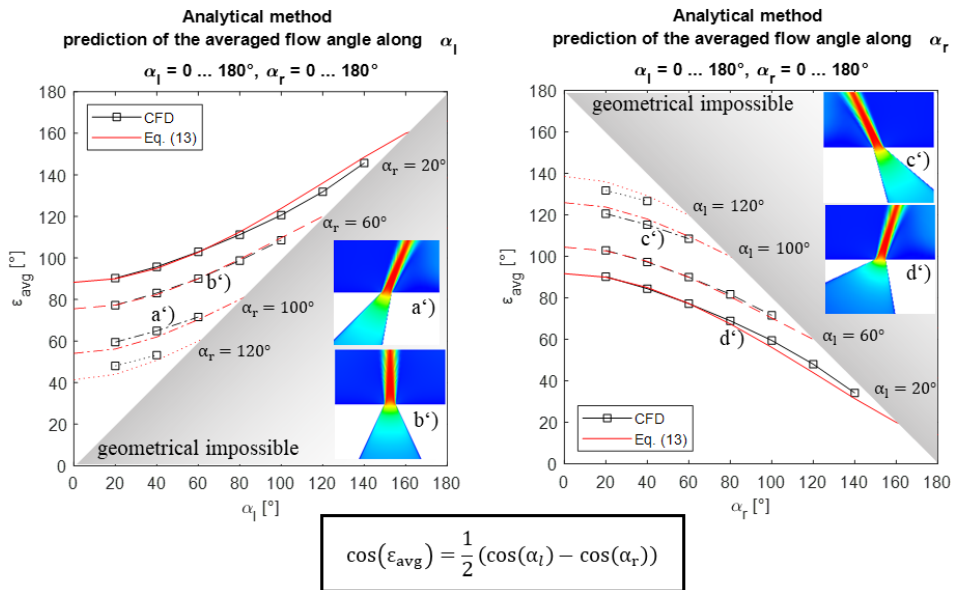 Analytical method
prediction of the averaged flow angle along α_l
α_l = 0 ... 180°, α_r = 0 ... 180°
180
160
140
120
100
80
60
40
20
0
ε_avg [°]
CFD
Eq. (13)
α_r = 20°
α_r = 60°
α_r = 100°
α_r = 120°
a‘)
b‘)
a‘)
b‘)
geometrical impossible
0 20 40 60 80 100 120 140 160 180
α_l [°]
Analytical method
prediction of the averaged flow angle along α_r
α_l = 0 ... 180°, α_r = 0 ... 180°
180
160
140
120
100
80
60
40
20
0
ε_avg [°]
geometrical impossible
c‘)
d‘)
c‘)
d‘)
α_l = 120°
α_l = 100°
α_l = 60°
α_l = 20°
CFD
Eq. (13)
0 20 40 60 80 100 120 140 160 180
α_r [°]
cos(ε_avg) = 1/2 (cos(α_l) − cos(α_r))